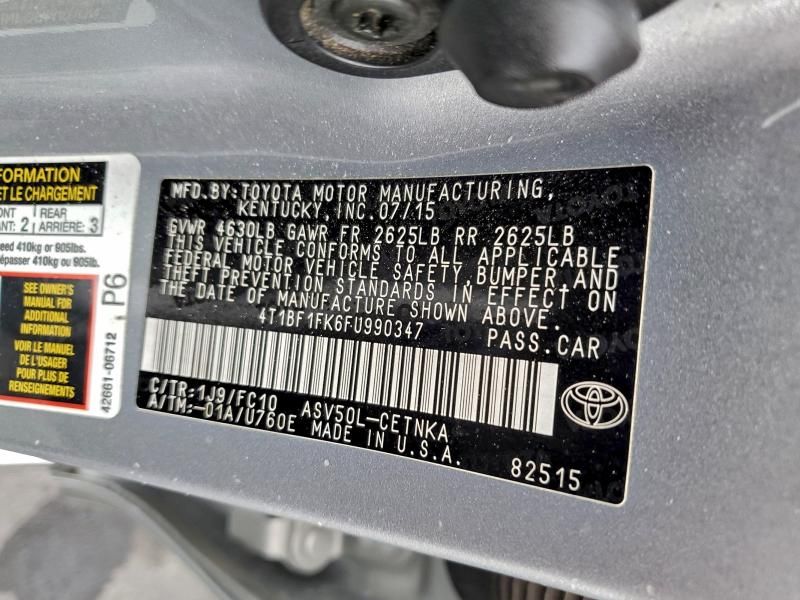 FORMATION
ET LE CHARGEMENT
ONT REAR
ANT: 2 ARRIÈRE: 3
eed 410kg or 905lbs.
épasser 410kg ou 905lb.
SEE OWNER'S
MANUAL FOR
ADDITIONAL
INFORMATION
VOIR LE MANUEL
DE L'USAGER
POUR PLUS DE
RENSEIGNEMENTS
P6
42661-06712
MFD.BY:TOYOTA MOTOR MANUFACTURING,
KENTUCKY,INC.07/15
GVWR 4630LB GAWR FR 2625LB RR 2625LB
THIS VEHICLE CONFORMS TO ALL APPLICABLE
FEDERAL MOTOR VEHICLE SAFETY,BUMPER,AND
THEFT PREVENTION STANDARDS IN EFFECT ON
THE DATE OF MANUFACTURE SHOWN ABOVE.
4T1BF1FK6FU990347 PASS.CAR
C/TR:1J9/FC10 ASV50L-CETNKA
A/TM:-01A/U760E MADE IN U.S.A.
82515